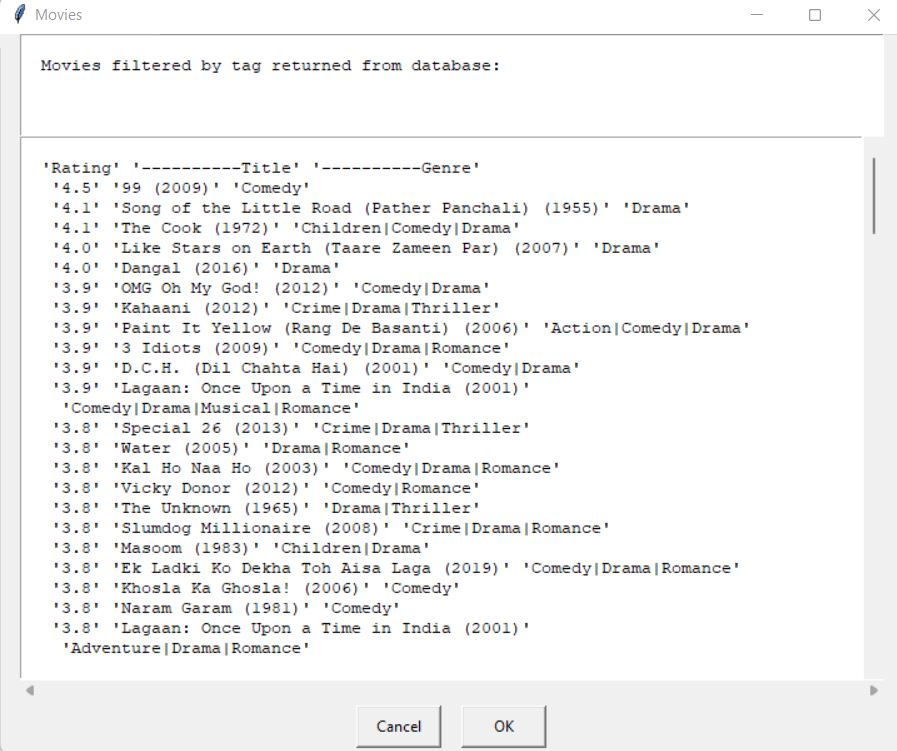 Movies
Movies filtered by tag returned from database:
'Rating' '----------Title' '----------Genre'
'4.5' '99 (2009)' 'Comedy'
'4.1' 'Song of the Little Road (Pather Panchali) (1955)' 'Drama'
'4.1' 'The Cook (1972)' 'Children|Comedy|Drama'
'4.0' 'Like Stars on Earth (Taare Zameen Par) (2007)' 'Drama'
'4.0' 'Dangal (2016)' 'Drama'
'3.9' 'OMG Oh My God! (2012)' 'Comedy|Drama'
'3.9' 'Kahaani (2012)' 'Crime|Drama|Thriller'
'3.9' 'Paint It Yellow (Rang De Basanti) (2006)' 'Action|Comedy|Drama'
'3.9' '3 Idiots (2009)' 'Comedy|Drama|Romance'
'3.9' 'D.C.H. (Dil Chahta Hai) (2001)' 'Comedy|Drama'
'3.9' 'Lagaan: Once Upon a Time in India (2001)'
'Comedy|Drama|Musical|Romance'
'3.8' 'Special 26 (2013)' 'Crime|Drama|Thriller'
'3.8' 'Water (2005)' 'Drama|Romance'
'3.8' 'Kal Ho Naa Ho (2003)' 'Comedy|Drama|Romance'
'3.8' 'Vicky Donor (2012)' 'Comedy|Romance'
'3.8' 'The Unknown (1965)' 'Drama|Thriller'
'3.8' 'Slumdog Millionaire (2008)' 'Crime|Drama|Romance'
'3.8' 'Masoom (1983)' 'Children|Drama'
'3.8' 'Ek Ladki Ko Dekha Toh Aisa Laga (2019)' 'Comedy|Drama|Romance'
'3.8' 'Khosla Ka Ghosla! (2006)' 'Comedy'
'3.8' 'Naram Garam (1981)' 'Comedy'
'3.8' 'Lagaan: Once Upon a Time in India (2001)'
'Adventure|Drama|Romance'
Cancel OK